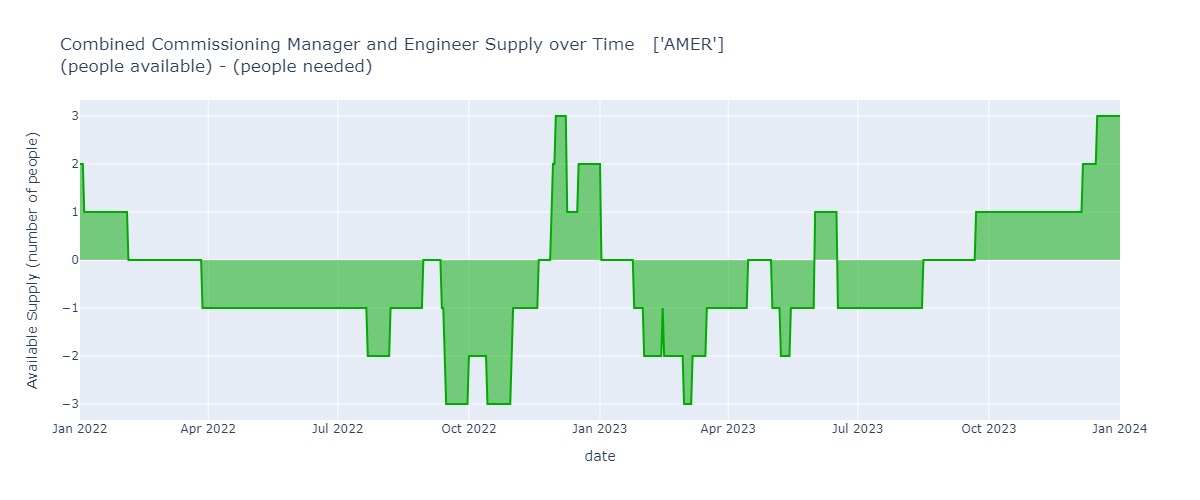 Combined Commissioning Manager and Engineer Supply over Time   ['AMER']
(people available) - (people needed)
Available Supply (number of people)
3
2
1
0
−1
−2
−3
Jan 2022
Apr 2022
Jul 2022
Oct 2022
Jan 2023
Apr 2023
Jul 2023
Oct 2023
Jan 2024
date